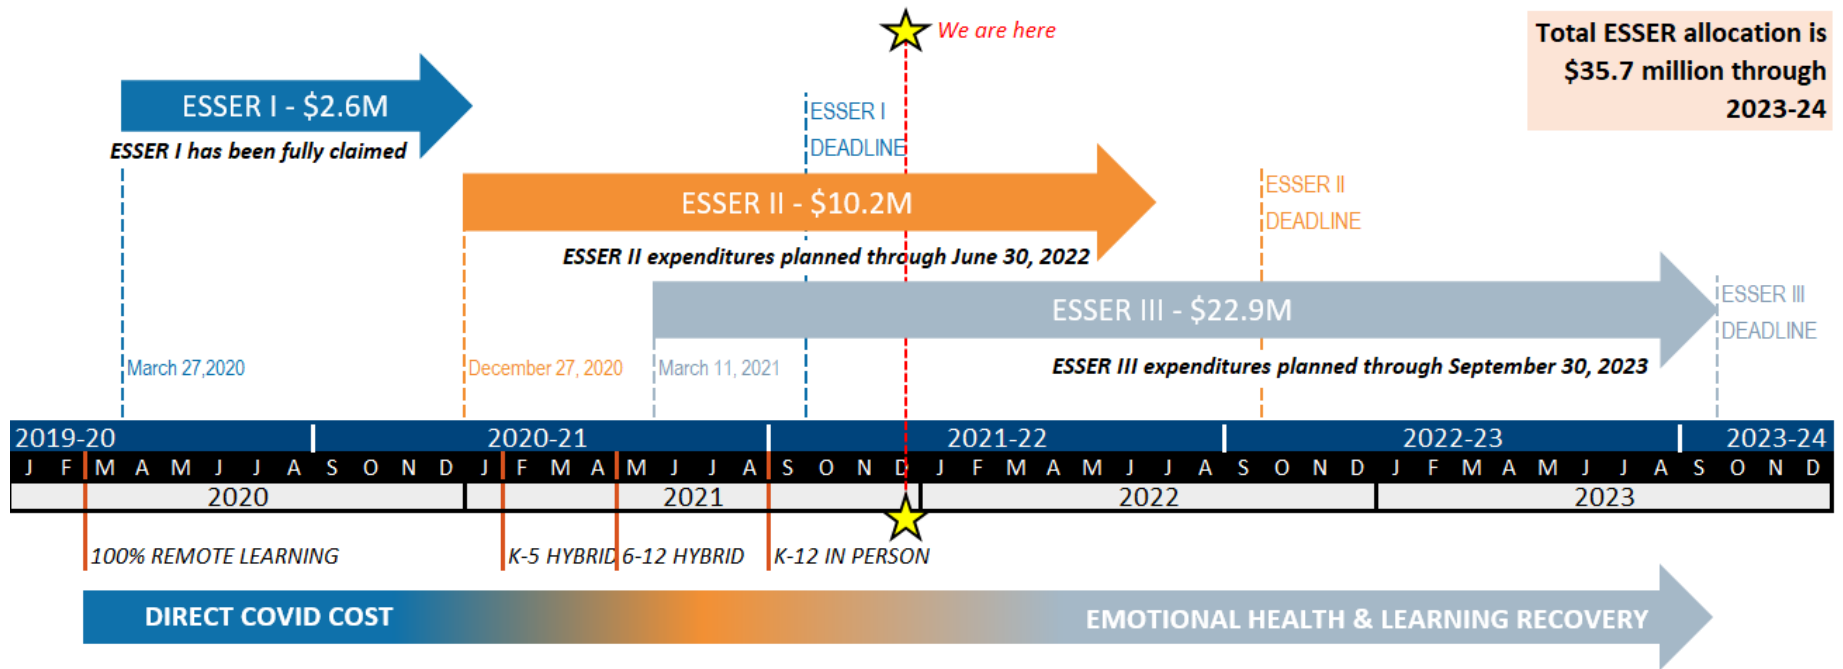 We are here
Total ESSER allocation is
$35.7 million through
2023-24
ESSER I - $2.6M
ESSER I has been fully claimed
ESSER I
DEADLINE
ESSER II - $10.2M
ESSER II expenditures planned through June 30, 2022
ESSER II
DEADLINE
ESSER III - $22.9M
ESSER III expenditures planned through September 30, 2023
ESSER III
DEADLINE
March 27,2020
December 27, 2020
March 11, 2021
2019-20 2020-21 2021-22 2022-23 2023-24
J F M A M J J A S O N D J F M A M J J A S O N D J F M A M J J A S O N D J F M A M J J A S O N D
2020 2021 2022 2023
100% REMOTE LEARNING K-5 HYBRID 6-12 HYBRID K-12 IN PERSON
DIRECT COVID COST EMOTIONAL HEALTH & LEARNING RECOVERY